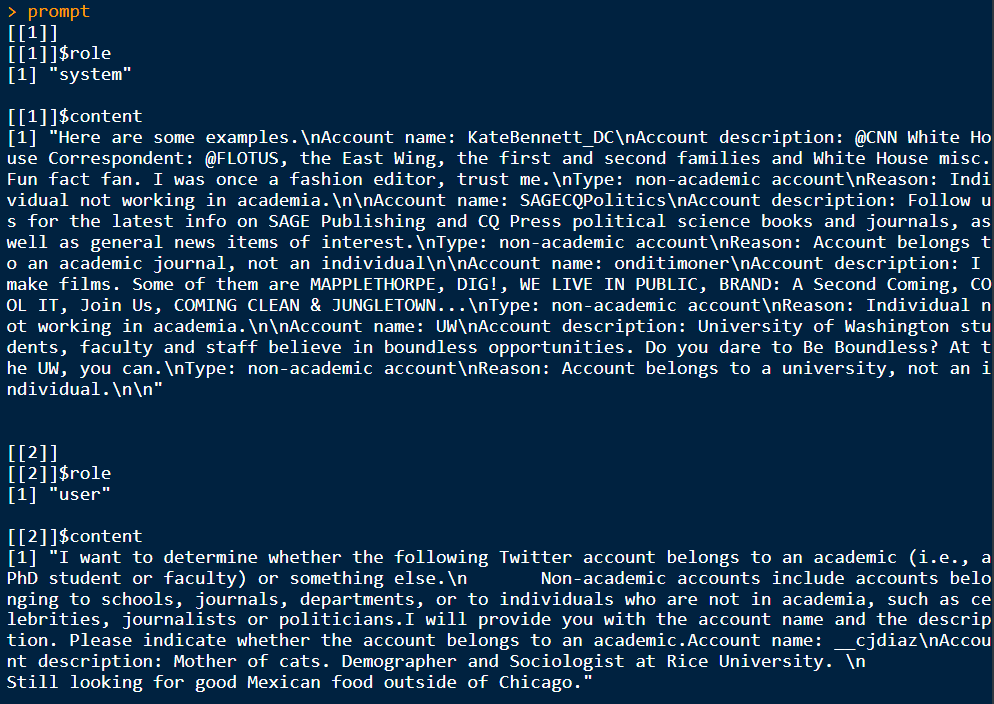 > prompt
[[1]]
[[1]]$role
[1] "system"

[[1]]$content
[1] "Here are some examples.\nAccount name: KateBennett_DC\nAccount description: @CNN White Ho
use Correspondent: @FLOTUS, the East Wing, the first and second families and White House misc.
Fun fact fan. I was once a fashion editor, trust me.\nType: non-academic account\nReason: Indi
vidual not working in academia.\n\nAccount name: SAGECQPolitics\nAccount description: Follow u
s for the latest info on SAGE Publishing and CQ Press political science books and journals, as
well as general news items of interest.\nType: non-academic account\nReason: Account belongs t
o an academic journal, not an individual\n\nAccount name: onditimoner\nAccount description: I
make films. Some of them are MAPPLETHORPE, DIG!, WE LIVE IN PUBLIC, BRAND: A Second Coming, CO
OL IT, Join Us, COMING CLEAN & JUNGLETOWN...\nType: non-academic account\nReason: Individual n
ot working in academia.\n\nAccount name: UW\nAccount description: University of Washington stu
dents, faculty and staff believe in boundless opportunities. Do you dare to Be Boundless? At t
he UW, you can.\nType: non-academic account\nReason: Account belongs to a university, not an i
ndividual.\n\n"

[[2]]
[[2]]$role
[1] "user"

[[2]]$content
[1] "I want to determine whether the following Twitter account belongs to an academic (i.e., a
PhD student or faculty) or something else.\n       Non-academic accounts include accounts belo
nging to schools, journals, departments, or to individuals who are not in academia, such as ce
lebrities, journalists or politicians.I will provide you with the account name and the descrip
tion. Please indicate whether the account belongs to an academic.Account name: __cjdiaz\nAccou
nt description: Mother of cats. Demographer and Sociologist at Rice University. \n
Still looking for good Mexican food outside of Chicago."